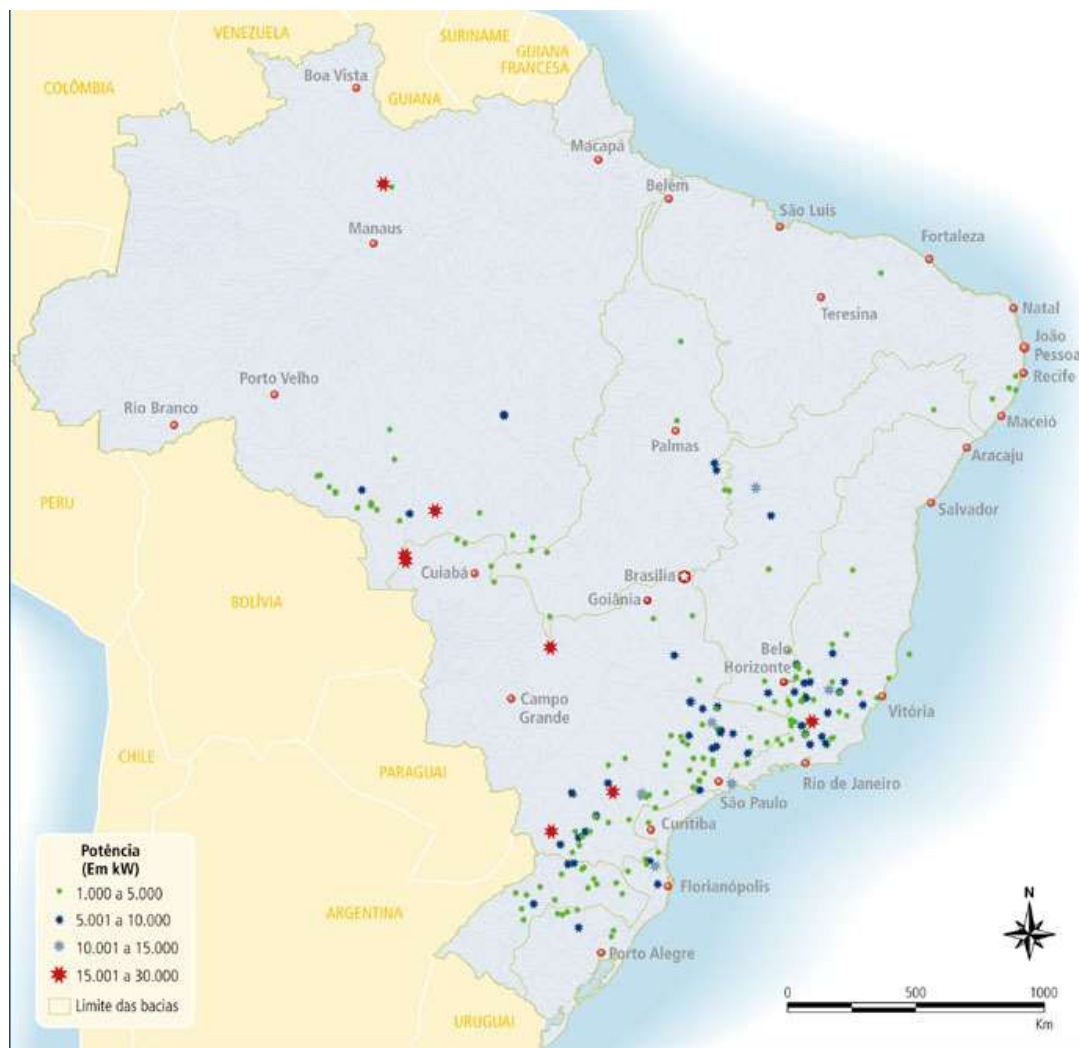 VENEZUELA
SURINAME
GUIANA
FRANCESA
COLÔMBIA
Boa Vista
GUIANA
Macapá
Belém
São Luis
Manaus
Fortaleza
Teresina
Natal
João
Pessoa
Recife
Porto Velho
Rio Branco
Maceió
Palmas
Aracaju
PERU
Salvador
Cuiabá
Brasília
Goiânia
BOLÍVIA
Belo
Horizonte
Campo
Grande
Vitória
CHILE
PARAGUAI
Rio de Janeiro
São Paulo
Curitiba
Potência
(Em kW)
1.000 a 5.000
5.001 a 10.000
10.001 a 15.000
15.001 a 30.000
Limite das bacias
Florianópolis
ARGENTINA
N
Porto Alegre
0 500 1000
Km
URUGUAI